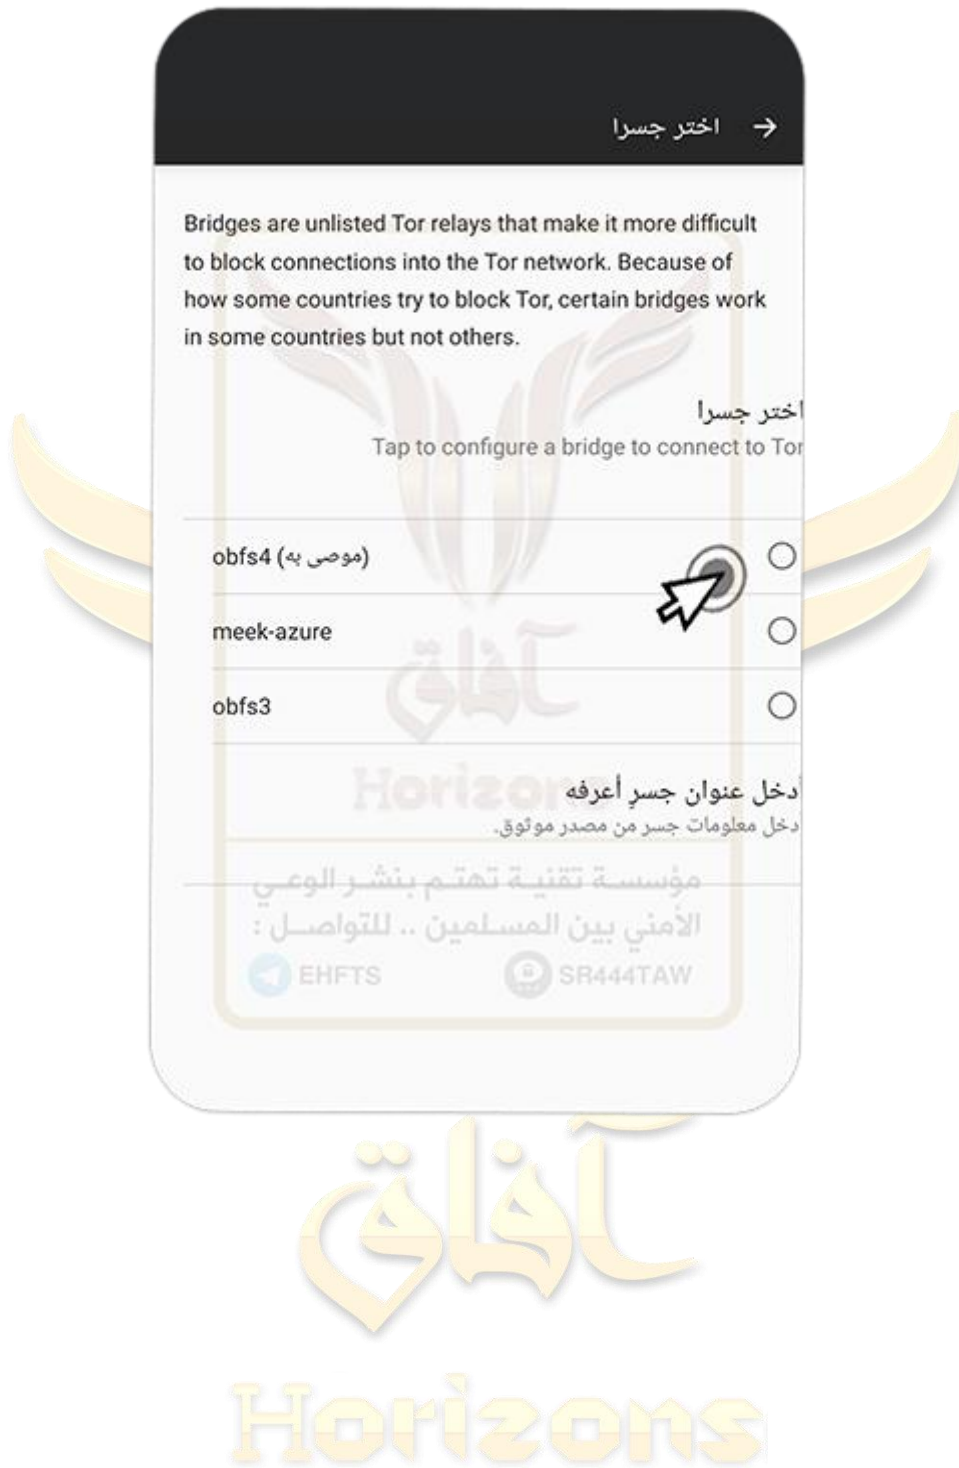 اختر جسرا
Bridges are unlisted Tor relays that make it more difficult
to block connections into the Tor network. Because of
how some countries try to block Tor, certain bridges work
in some countries but not others.
اختر جسرا
Tap to configure a bridge to connect to Tor
obfs4 (موصى به)
meek-azure
obfs3
آفاق
Horizons
أدخل عنوان جسرٍ أعرفه
أدخل معلومات جسر من مصدر موثوق.
مؤسسة تقنية تهتم بنشر الوعي
الأمني بين المسلمين .. للتواصل :
EHFTS
SR444TAW
آفاق
Horizons